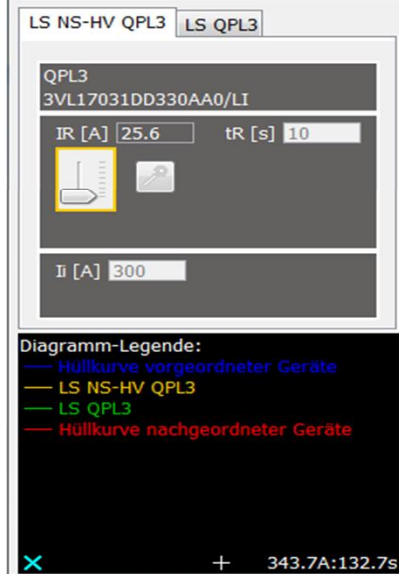 LS NS-HV QPL3 LS QPL3
QPL3
3VL17031DD330AA0/LI
IR [A] 25.6 tR [s] 10
Ii [A] 300
Diagramm-Legende:
Hüllkurve vorgeordneter Geräte
LS NS-HV QPL3
LS QPL3
Hüllkurve nachgeordneter Geräte
343.7A:132.7s